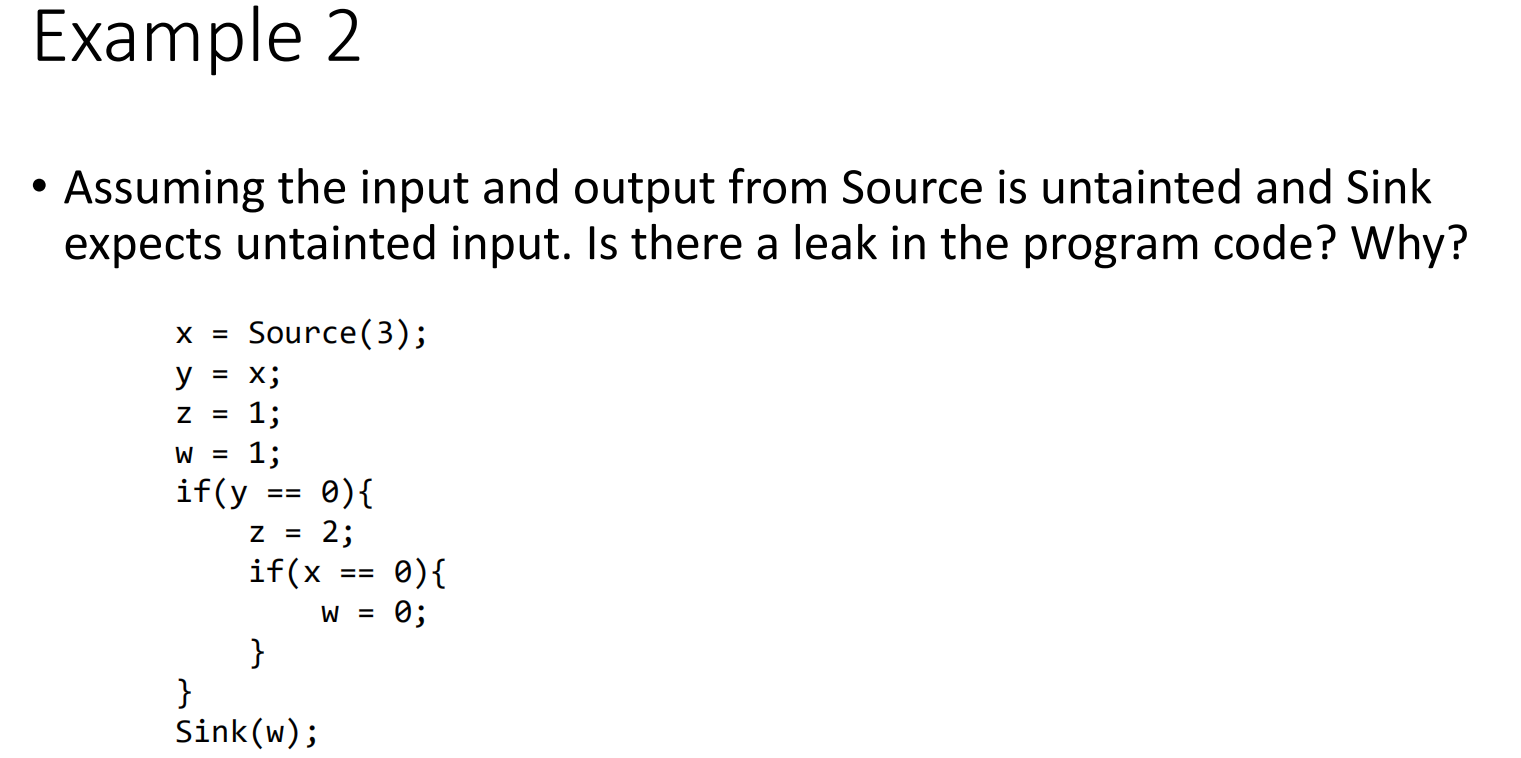 Example 2
• Assuming the input and output from Source is untainted and Sink
expects untainted input. Is there a leak in the program code? Why?
x = Source(3);
y = x;
z = 1;
w = 1;
if(y == 0){
    z = 2;
    if(x == 0){
        w = 0;
    }
}
Sink(w);